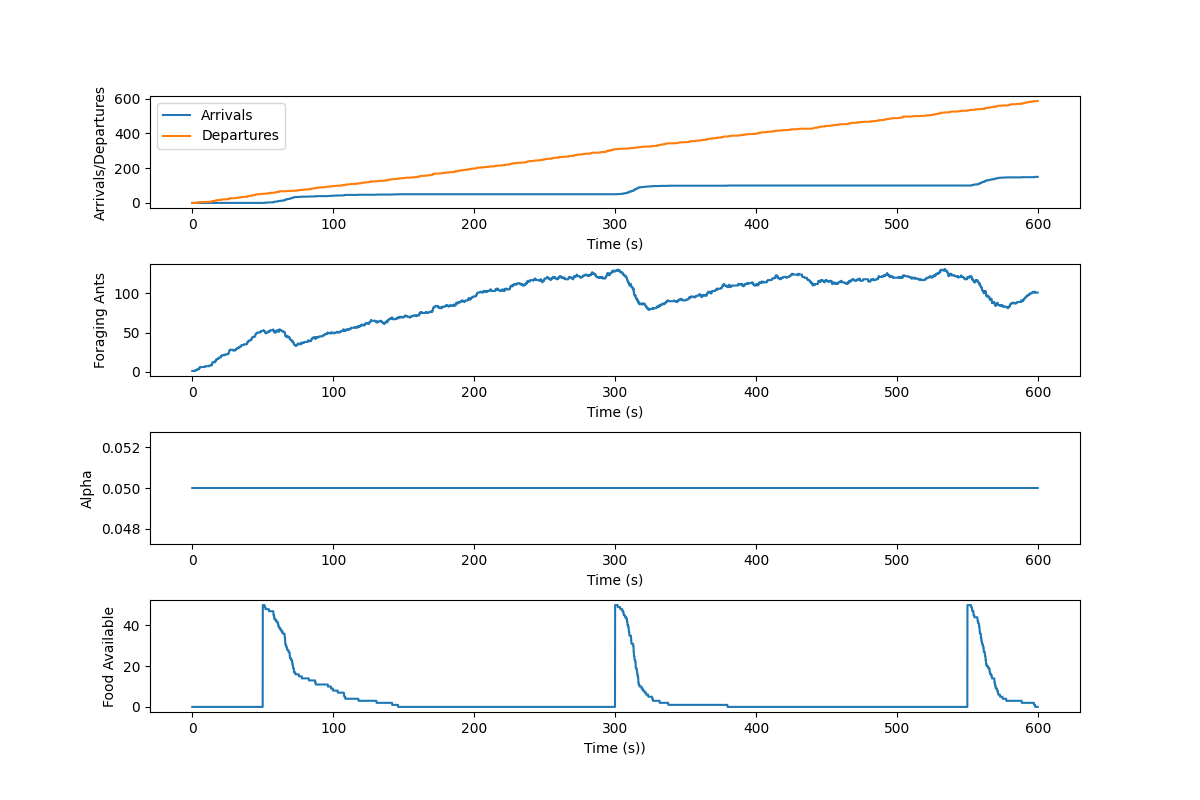 Arrivals/Departures
600
400
200
0
Arrivals
Departures
0 100 200 300 400 500 600
Time (s)
Foraging Ants
100
50
0
0 100 200 300 400 500 600
Time (s)
Alpha
0.052
0.050
0.048
0 100 200 300 400 500 600
Time (s)
Food Available
40
20
0
0 100 200 300 400 500 600
Time (s))